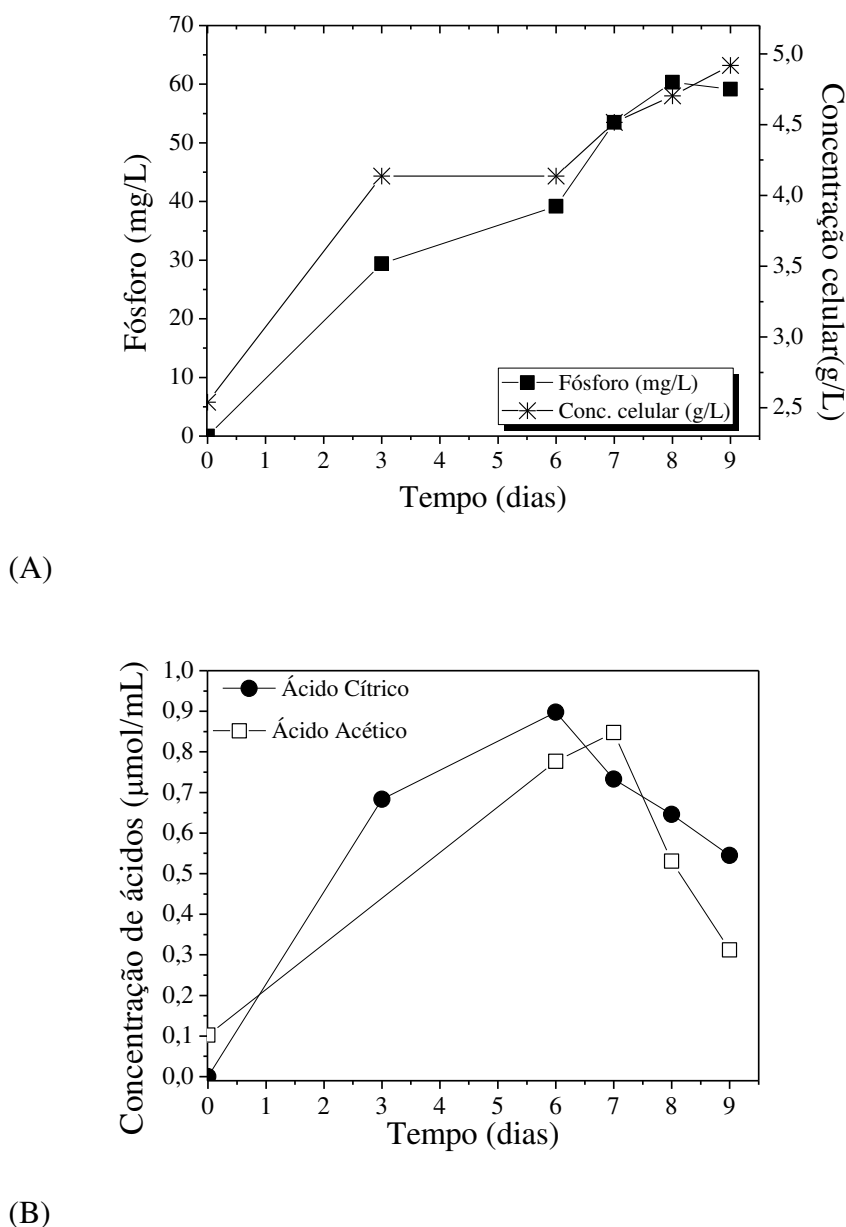 70
60
50
40
30
20
10
0
Fósforo (mg/L)
5,0
4,5
4,0
3,5
3,0
2,5
Concentração celular(g/L)
Fósforo (mg/L)
Conc. celular (g/L)
0 1 2 3 4 5 6 7 8 9
Tempo (dias)
(A)
1,0
0,9
0,8
0,7
0,6
0,5
0,4
0,3
0,2
0,1
0,0
Concentração de ácidos (μmol/mL)
Ácido Cítrico
Ácido Acético
0 1 2 3 4 5 6 7 8 9
Tempo (dias)
(B)